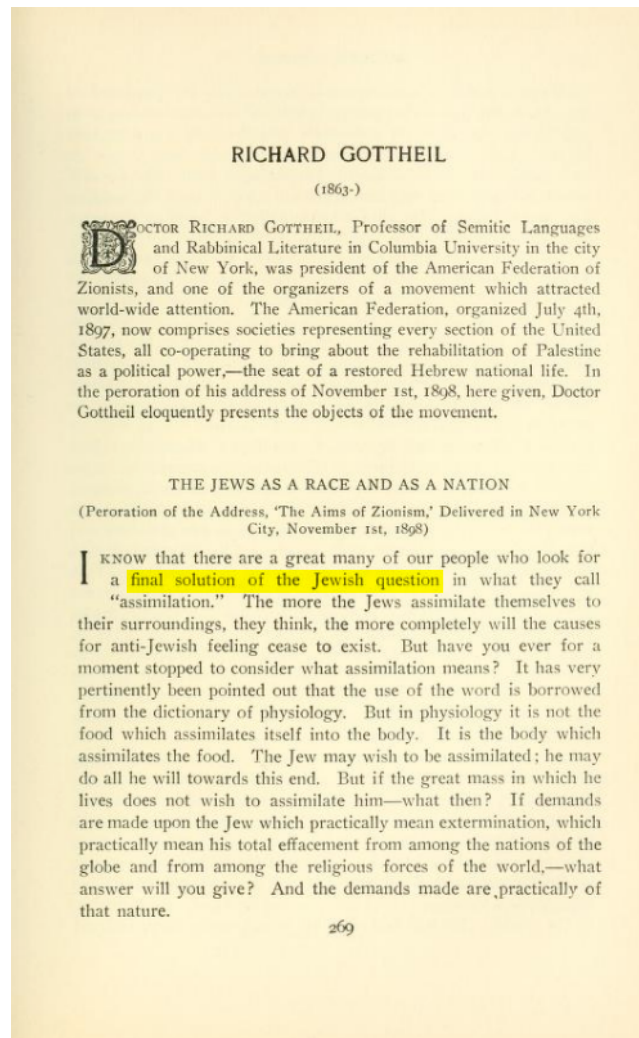 RICHARD GOTTHEIL
(1863-)
DOCTOR RICHARD GOTTHEIL, Professor of Semitic Languages
and Rabbinical Literature in Columbia University in the city
of New York, was president of the American Federation of
Zionists, and one of the organizers of a movement which attracted
world-wide attention. The American Federation, organized July 4th,
1897, now comprises societies representing every section of the United
States, all co-operating to bring about the rehabilitation of Palestine
as a political power,—the seat of a restored Hebrew national life. In
the peroration of his address of November 1st, 1898, here given, Doctor
Gottheil eloquently presents the objects of the movement.
THE JEWS AS A RACE AND AS A NATION
(Peroration of the Address, ‘The Aims of Zionism,’ Delivered in New York
City, November 1st, 1898)
I KNOW that there are a great many of our people who look for
a final solution of the Jewish question in what they call
“assimilation.” The more the Jews assimilate themselves to
their surroundings, they think, the more completely will the causes
for anti-Jewish feeling cease to exist. But have you ever for a
moment stopped to consider what assimilation means? It has very
pertinently been pointed out that the use of the word is borrowed
from the dictionary of physiology. But in physiology it is not the
food which assimilates itself into the body. It is the body which
assimilates the food. The Jew may wish to be assimilated; he may
do all he will towards this end. But if the great mass in which he
lives does not wish to assimilate him—what then? If demands
are made upon the Jew which practically mean extermination, which
practically mean his total effacement from among the nations of the
globe and from among the religious forces of the world,—what
answer will you give? And the demands made are practically of
that nature.
269